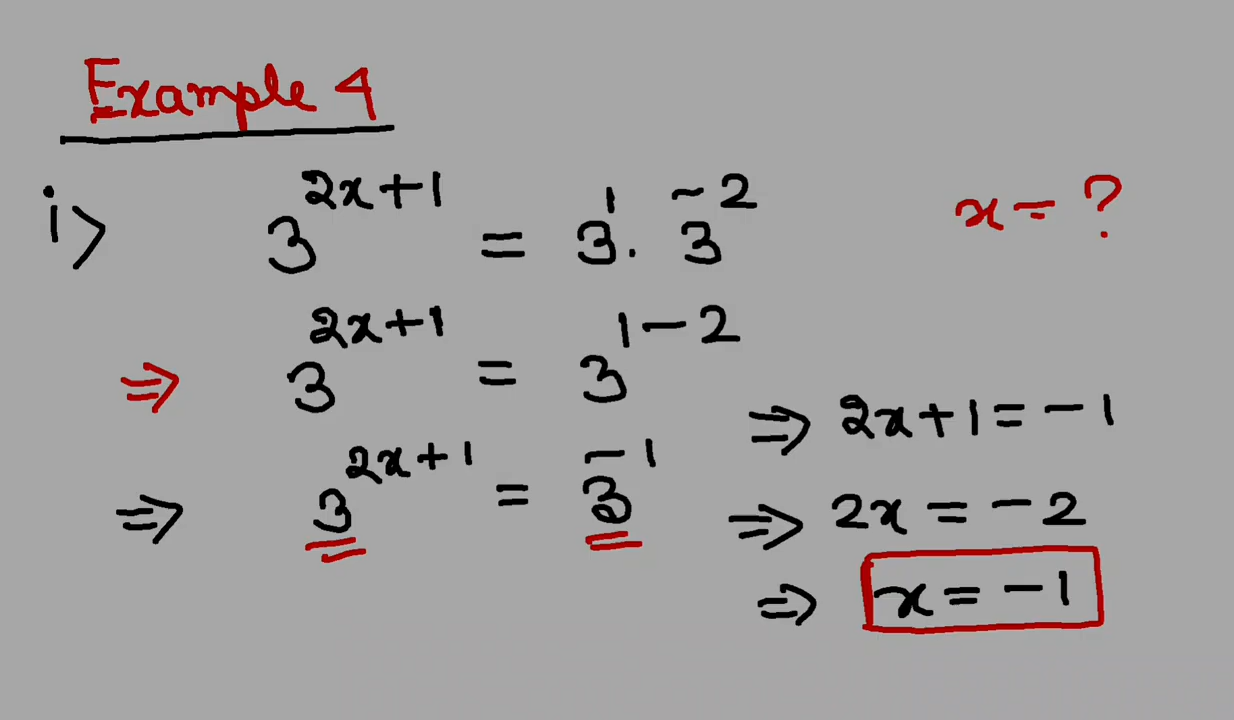 Example 4
i> 3^{2x+1} = 3^1 . 3^{-2} x = ?
⇒ 3^{2x+1} = 3^{1-2}
⇒ 3^{2x+1} = 3^{-1}
⇒ 2x+1 = -1
⇒ 2x = -2
⇒ x = -1